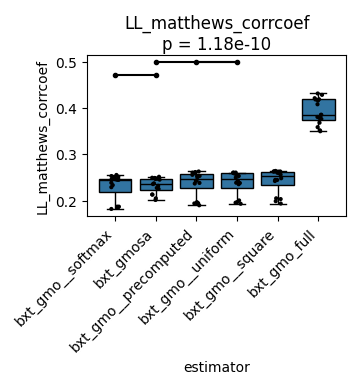 LL_matthews_corrcoef
p = 1.18e-10
LL_matthews_corrcoef
0.5
0.4
0.3
0.2
bxt_gmo__softmax
bxt_gmosa
bxt_gmo__precomputed
bxt_gmo__uniform
bxt_gmo__square
bxt_gmo_full
estimator